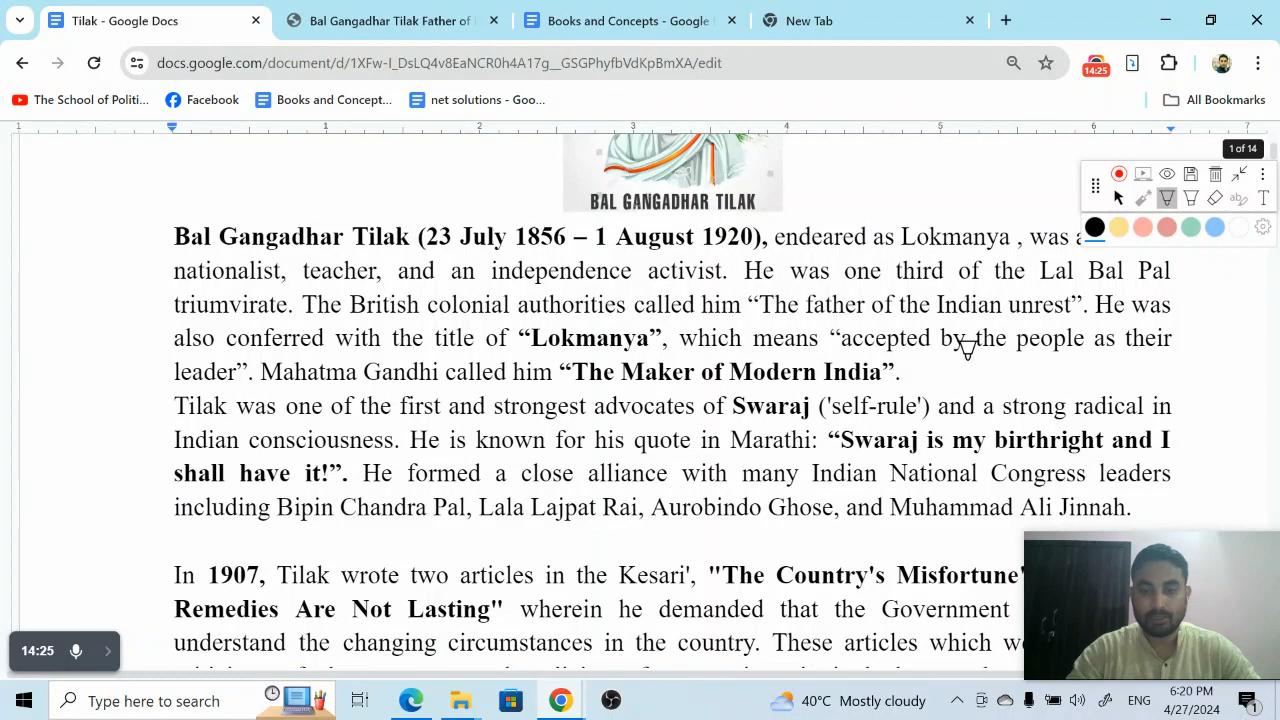 Tilak - Google Docs
Bal Gangadhar Tilak Father of
Books and Concepts - Google
New Tab
docs.google.com/document/d/1XFw-I_DsLQ4v8EaNCR0h4A17g__GSGPhyfbVdKpBmXA/edit
14:25
The School of Politi...
Facebook
Books and Concept...
net solutions - Goo...
All Bookmarks
1 1 2 3 4 5 6 7
1 of 14
BAL GANGADHAR TILAK
Bal Gangadhar Tilak (23 July 1856 – 1 August 1920), endeared as Lokmanya , was a
nationalist, teacher, and an independence activist. He was one third of the Lal Bal Pal
triumvirate. The British colonial authorities called him “The father of the Indian unrest”. He was
also conferred with the title of “Lokmanya”, which means “accepted by the people as their
leader”. Mahatma Gandhi called him “The Maker of Modern India”.
Tilak was one of the first and strongest advocates of Swaraj ('self-rule') and a strong radical in
Indian consciousness. He is known for his quote in Marathi: “Swaraj is my birthright and I
shall have it!”. He formed a close alliance with many Indian National Congress leaders
including Bipin Chandra Pal, Lala Lajpat Rai, Aurobindo Ghose, and Muhammad Ali Jinnah.
In 1907, Tilak wrote two articles in the Kesari', "The Country's Misfortune'
Remedies Are Not Lasting" wherein he demanded that the Government
understand the changing circumstances in the country. These articles which
14:25
Type here to search
40°C Mostly cloudy
ENG
6:20 PM
4/27/2024
1